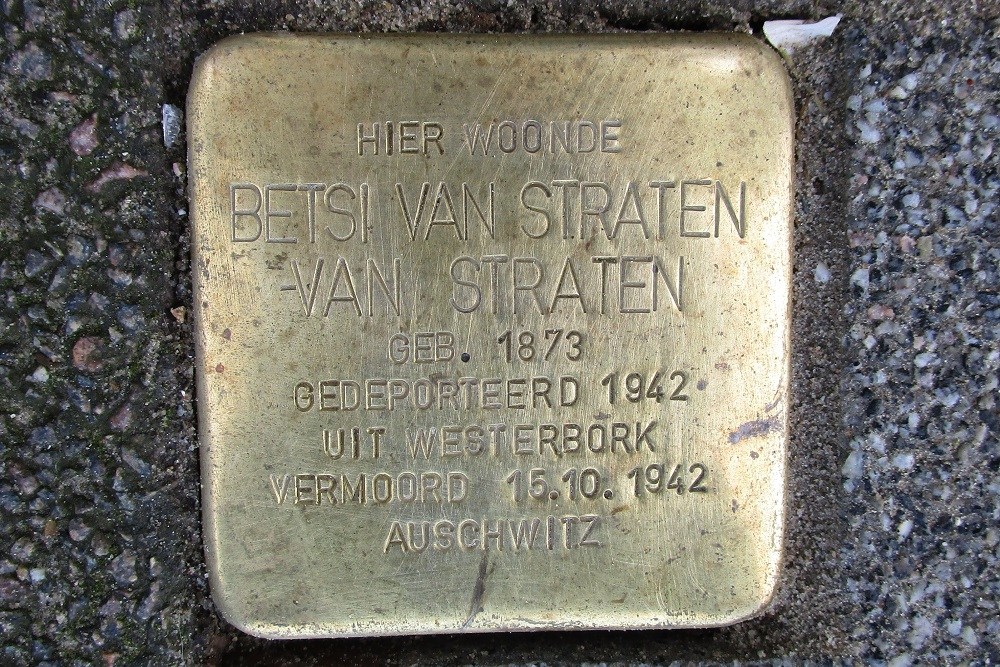 HIER WOONDE
BETSI VAN STRATEN
-VAN STRATEN
GEB. 1873
GEDEPORTEERD 1942
UIT WESTERBORK
VERMOORD 15.10.1942
AUSCHWITZ